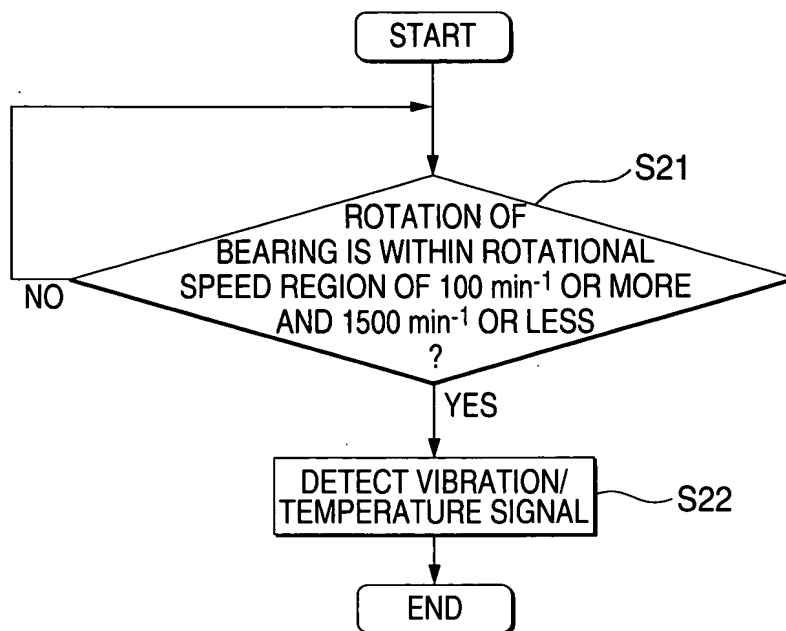 START
S21
ROTATION OF
BEARING IS WITHIN ROTATIONAL
SPEED REGION OF 100 min⁻¹ OR MORE
AND 1500 min⁻¹ OR LESS
?
NO
YES
DETECT VIBRATION/
TEMPERATURE SIGNAL
S22
END